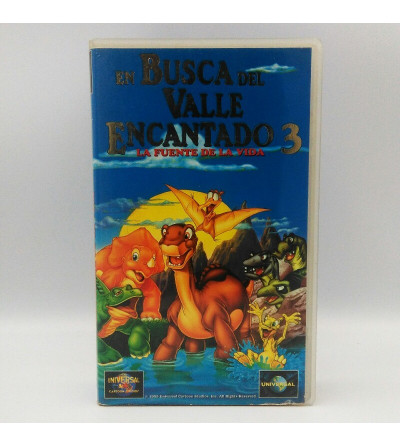 EN BUSCA DEL
VALLE
ENCANTADO 3
LA FUENTE DE LA VIDA
UNIVERSAL
UNIVERSAL